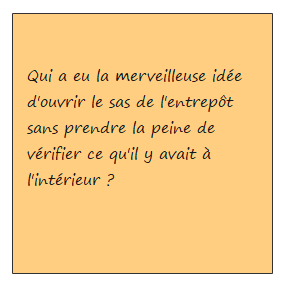 Qui a eu la merveilleuse idée
d'ouvrir le sas de l'entrepôt
sans prendre la peine de
vérifier ce qu'il y avait à
l'intérieur ?